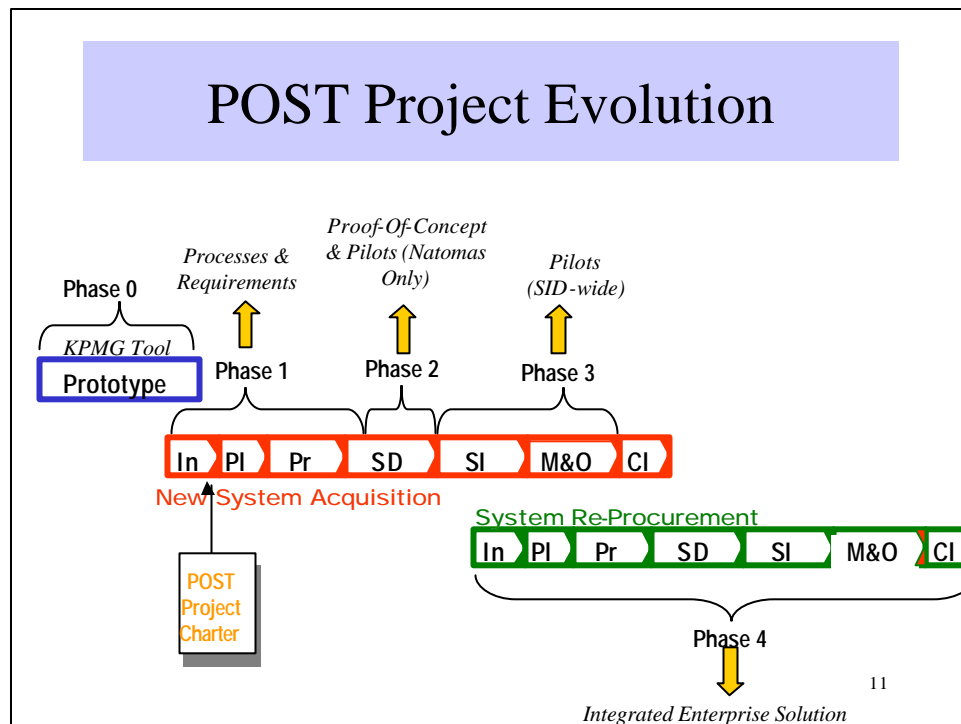 POST Project Evolution
Proof-Of-Concept
& Pilots (Natomas
Only)
Processes &
Requirements
Pilots
(SID-wide)
Phase 0
KPMG Tool
Prototype
Phase 1
Phase 2
Phase 3
In Pl Pr SD SI M&O Cl
New System Acquisition
System Re-Procurement
In Pl Pr SD SI M&O Cl
POST
Project
Charter
Phase 4
11
Integrated Enterprise Solution